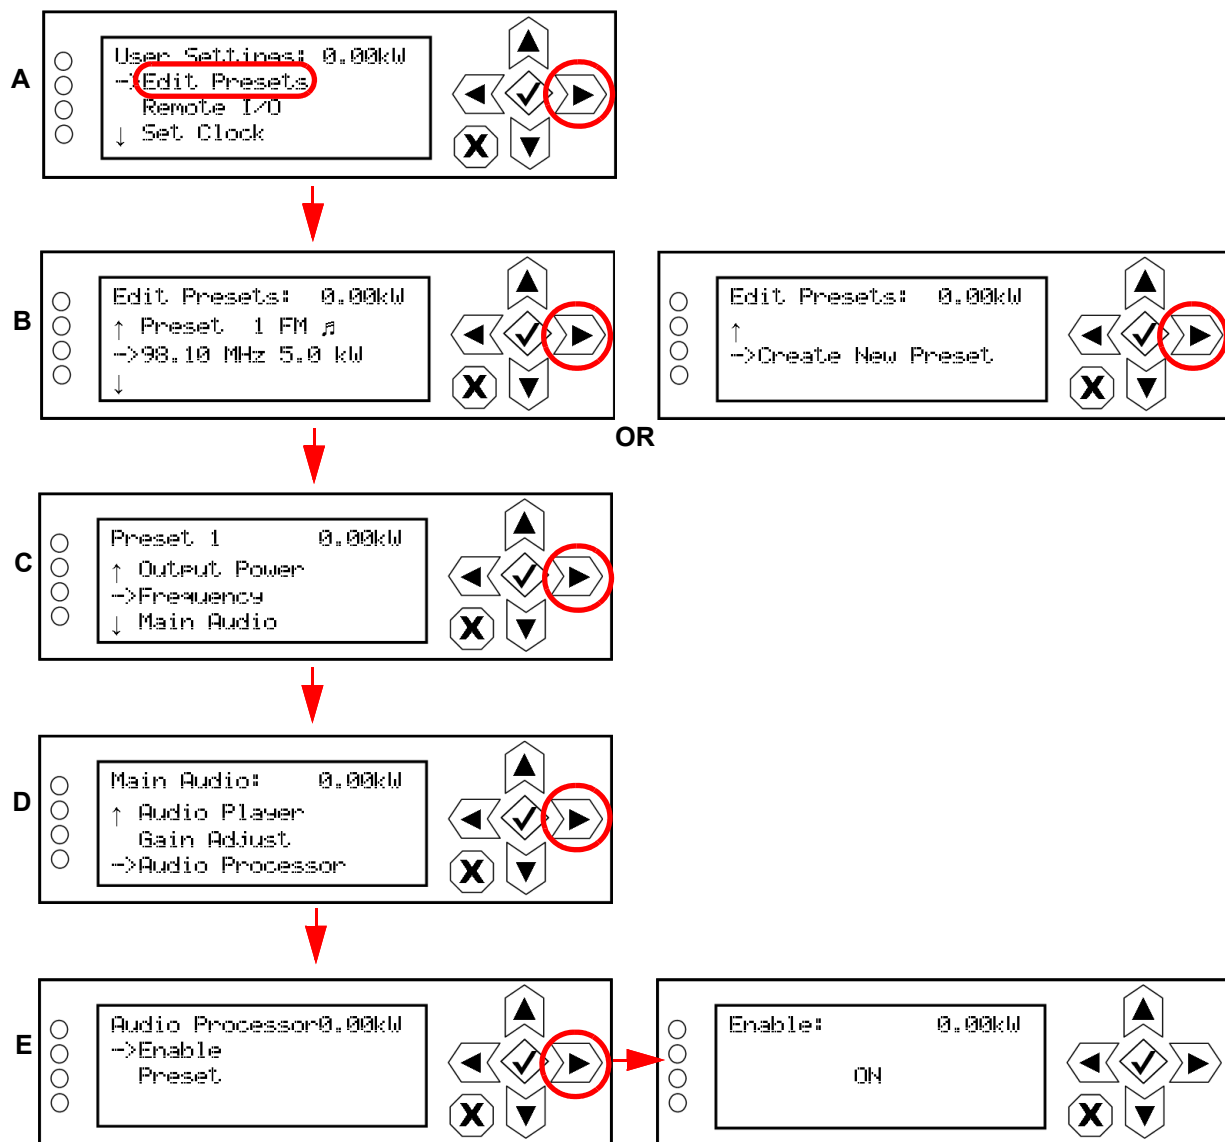 A
User Settings: 0.00kW
->Edit Presets
Remote I/O
↓ Set Clock
X
B
Edit Presets: 0.00kW
↑ Preset 1 FM ♬
->98.10 MHz 5.0 kW
↓
X
OR
Edit Presets: 0.00kW
↑
->Create New Preset
X
C
Preset 1 0.00kW
↑ Output Power
->Frequency
↓ Main Audio
X
D
Main Audio: 0.00kW
↑ Audio Player
Gain Adjust
->Audio Processor
X
E
Audio Processor0.00kW
->Enable
Preset
X
Enable: 0.00kW
ON
X